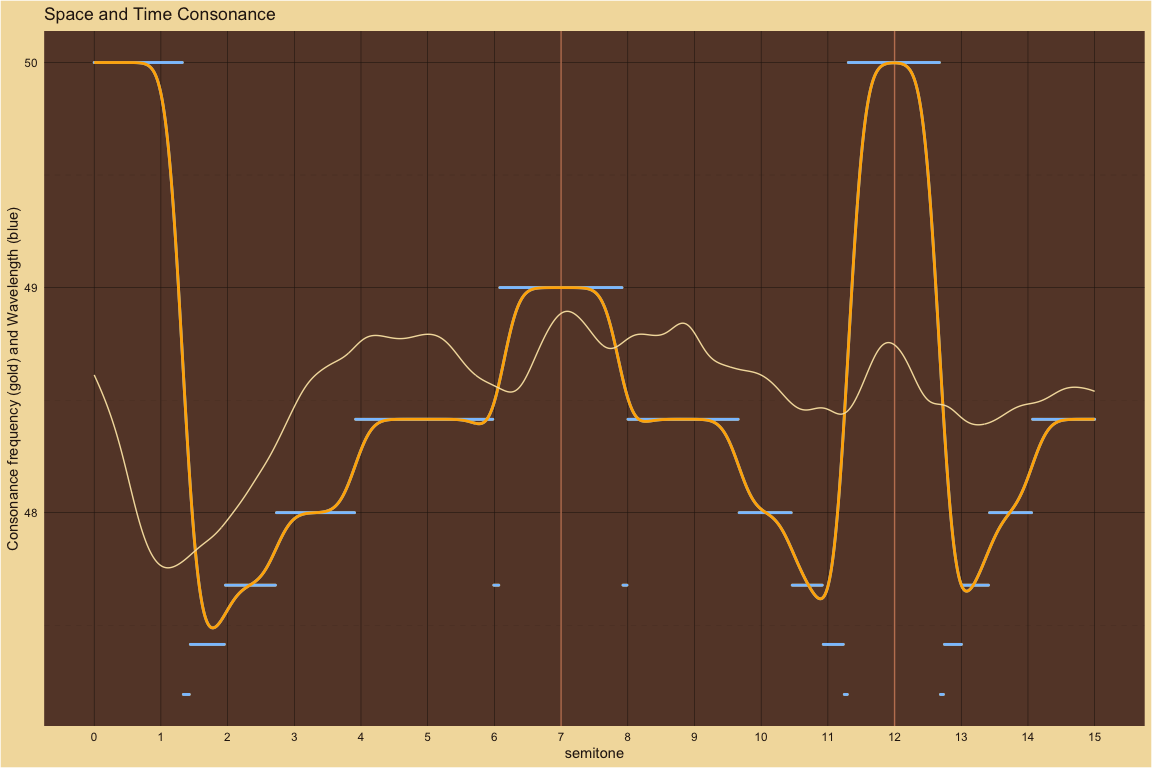 Space and Time Consonance
Consonance frequency (gold) and Wavelength (blue)
50
49
48
0 1 2 3 4 5 6 7 8 9 10 11 12 13 14 15
semitone